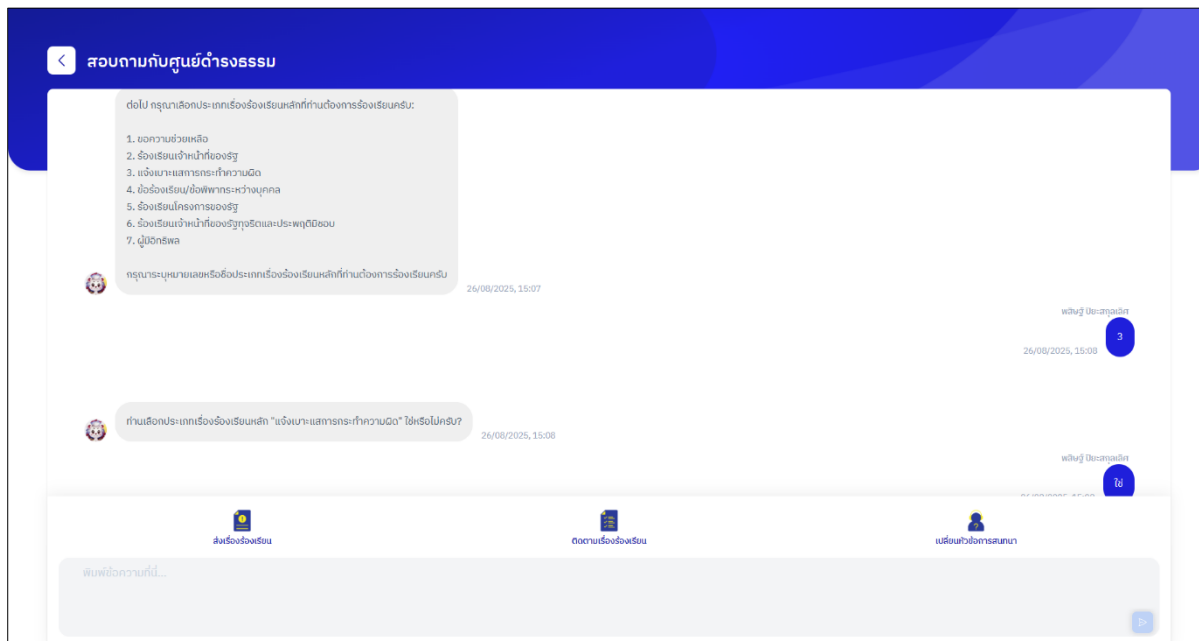 สอบถามกับศูนย์ดำรงธรรม
ต่อไป กรุณาเลือกประเภทเรื่องร้องเรียนหลักที่ท่านต้องการร้องเรียนครับ:
1. ขอความช่วยเหลือ
2. ร้องเรียนเจ้าหน้าที่ของรัฐ
3. แจ้งเบาะแสการกระทำความผิด
4. ข้อร้องเรียน/ข้อพิพาทระหว่างบุคคล
5. ร้องเรียนโครงการของรัฐ
6. ร้องเรียนเจ้าหน้าที่ของรัฐทุจริตและประพฤติมิชอบ
7. ผู้มีอิทธิพล
กรุณาระบุหมายเลขหรือชื่อประเภทเรื่องร้องเรียนหลักที่ท่านต้องการร้องเรียนครับ
26/08/2025, 15:07
3
26/08/2025, 15:08
ท่านเลือกประเภทเรื่องร้องเรียนหลัก "แจ้งเบาะแสการกระทำความผิด" ใช่หรือไม่ครับ?
26/08/2025, 15:08
ใช่
ส่งเรื่องร้องเรียน
ติดตามเรื่องร้องเรียน
เปลี่ยนหัวข้อการสนทนา
พิมพ์ข้อความที่นี่...